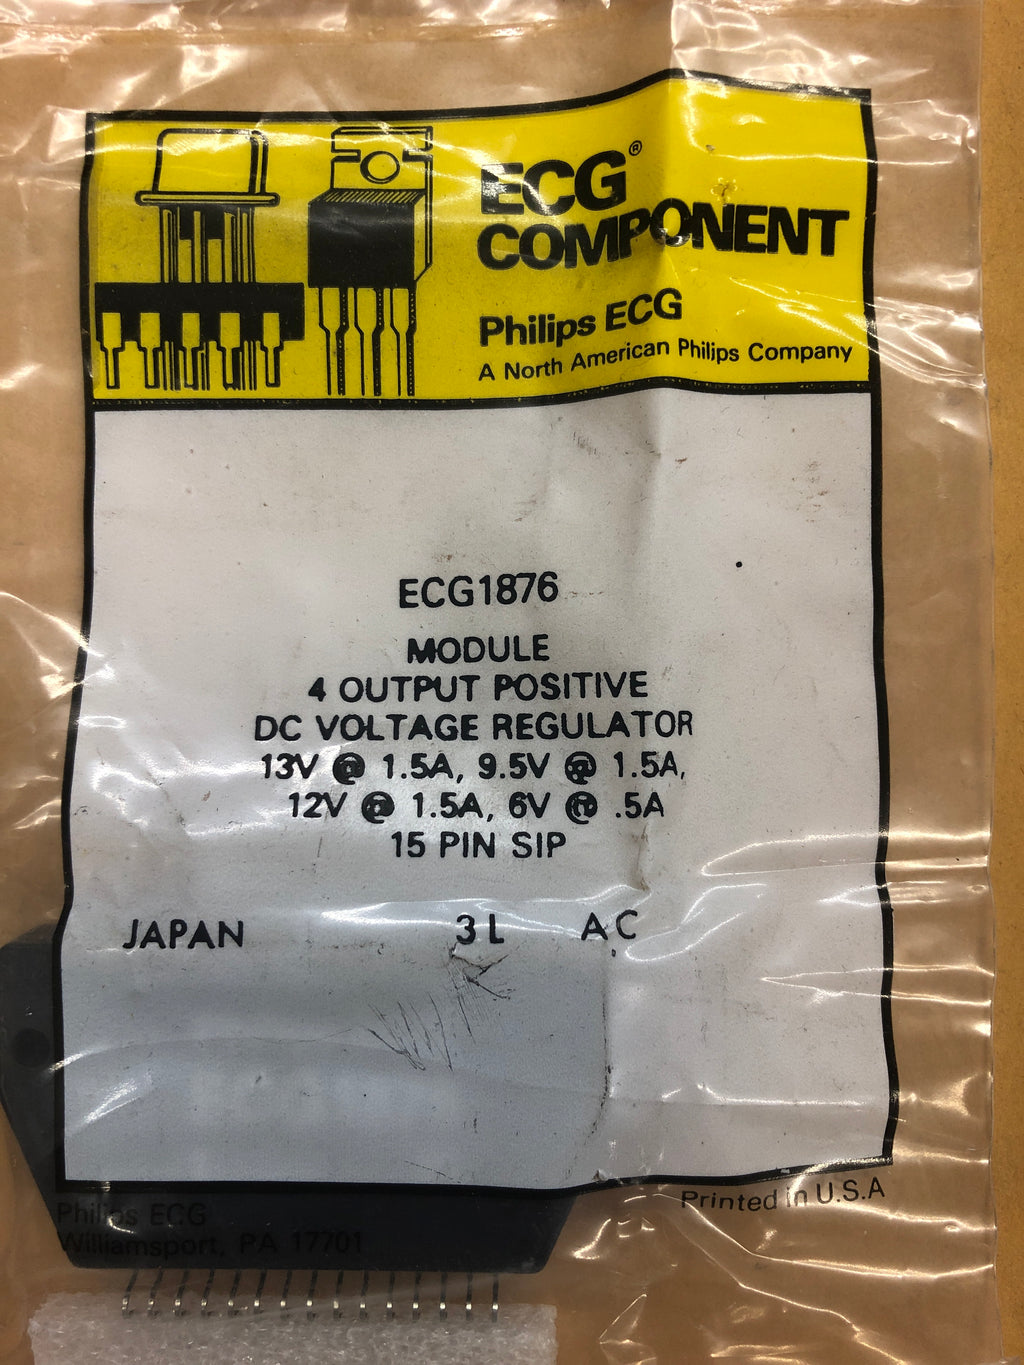 ECG®
COMPONENT
Philips ECG
A North American Philips Company
ECG1876
MODULE
4 OUTPUT POSITIVE
DC VOLTAGE REGULATOR
13V @ 1.5A, 9.5V @ 1.5A,
12V @ 1.5A, 6V @ .5A
15 PIN SIP
JAPAN 3L AC
Printed in U.S.A
Philips ECG
Williamsport, PA 17701